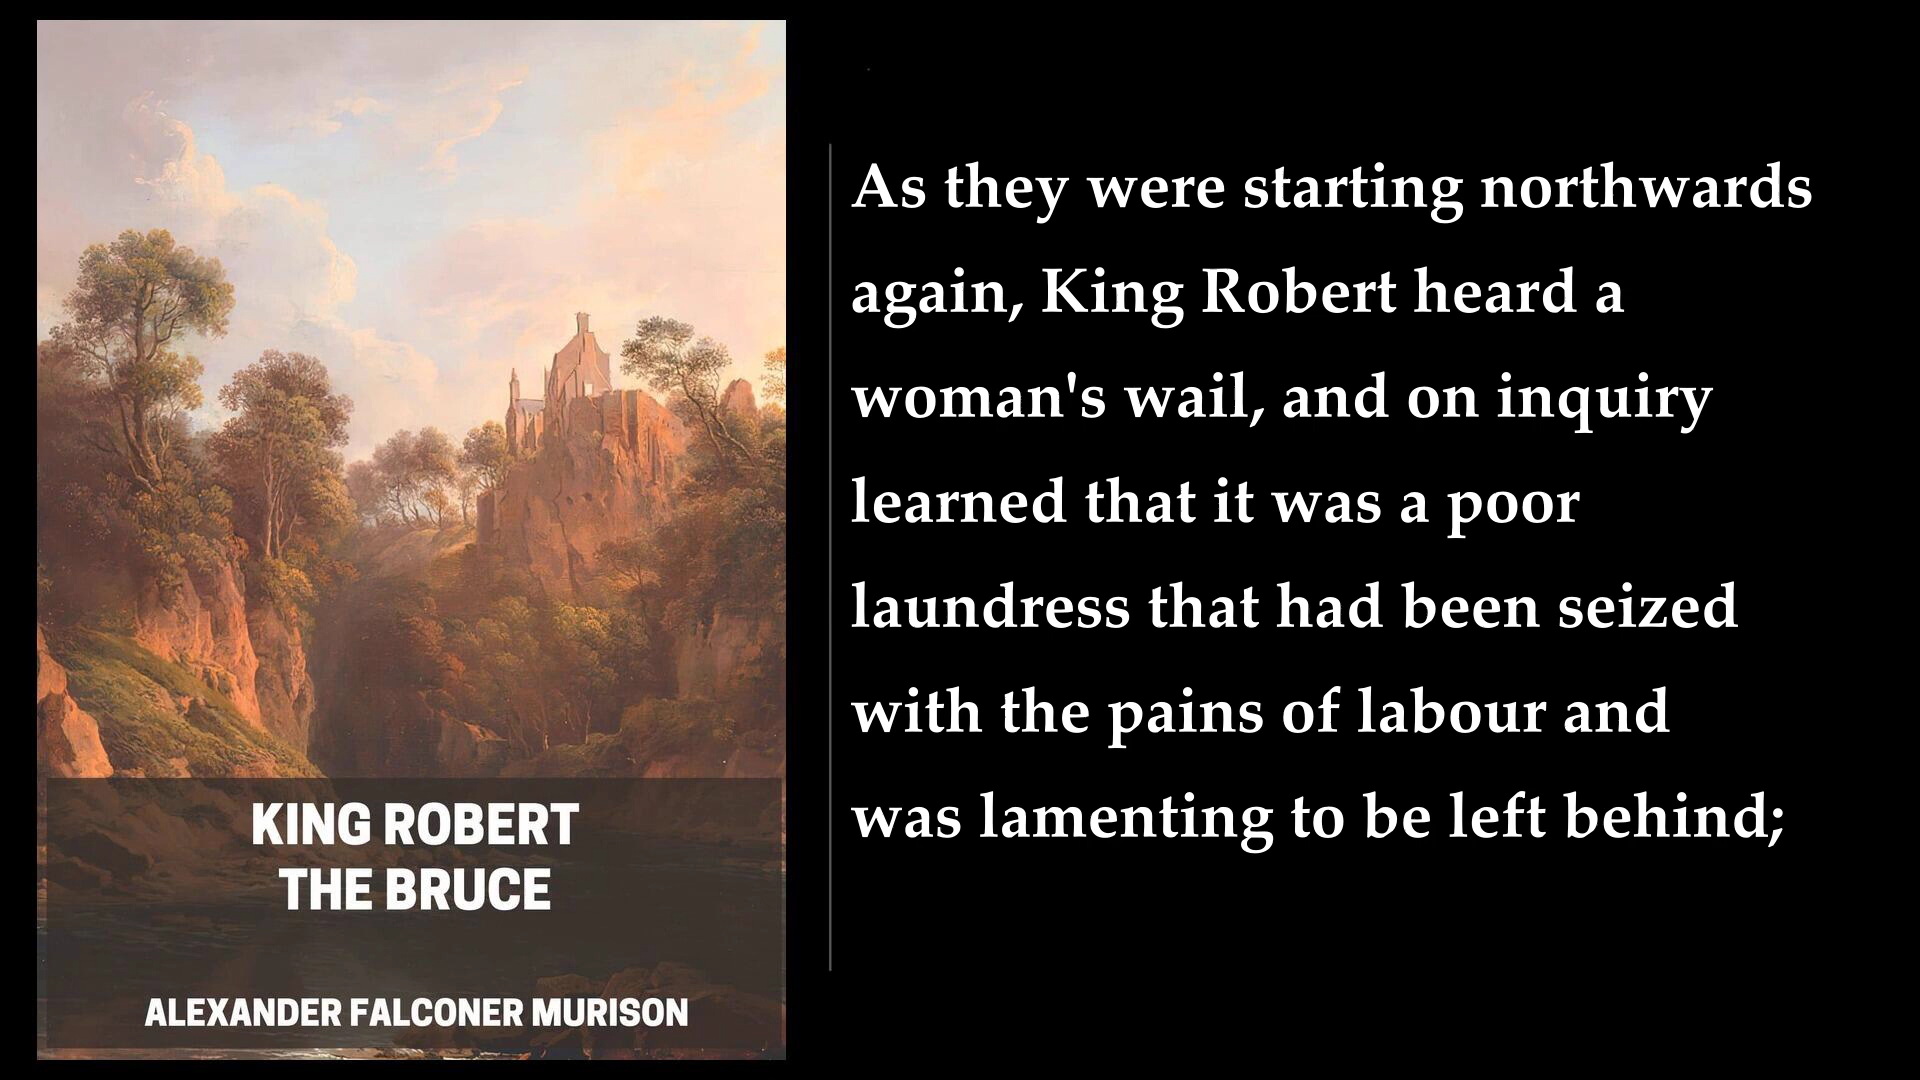 KING ROBERT
THE BRUCE
ALEXANDER FALCONER MURISON
As they were starting northwards
again, King Robert heard a
woman's wail, and on inquiry
learned that it was a poor
laundress that had been seized
with the pains of labour and
was lamenting to be left behind;